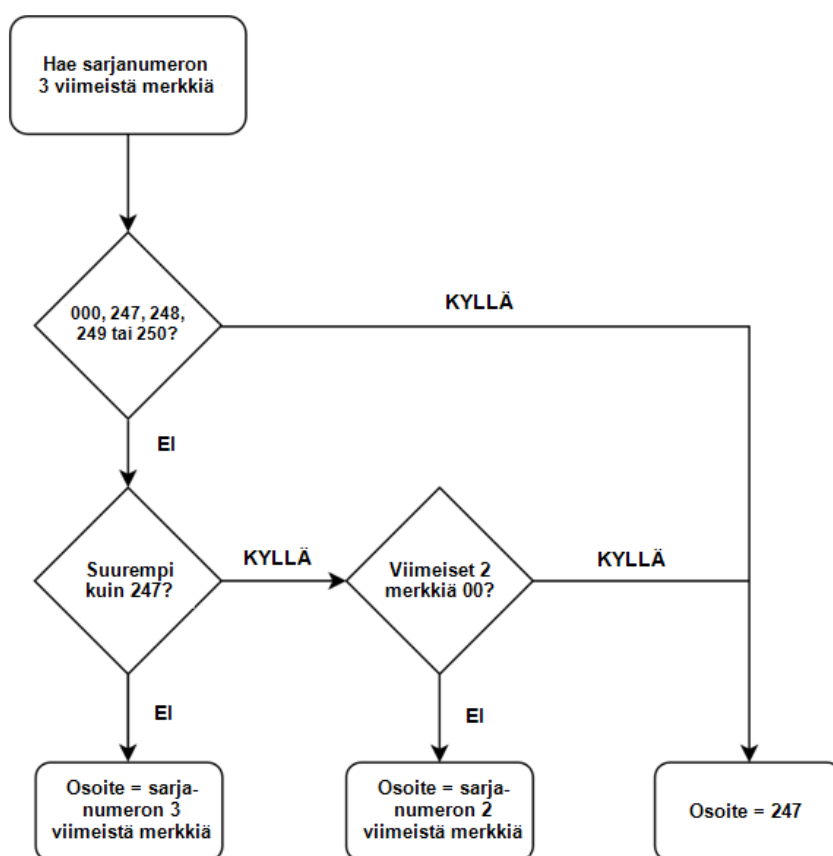 Hae sarjanumeron
3 viimeistä merkkiä
000, 247, 248,
249 tai 250?
KYLLÄ
EI
Suurempi
kuin 247?
KYLLÄ
Viimeiset 2
merkkiä 00?
KYLLÄ
EI
EI
Osoite = sarja-
numeron 3
viimeistä merkkiä
Osoite = sarja-
numeron 2
viimeistä merkkiä
Osoite = 247